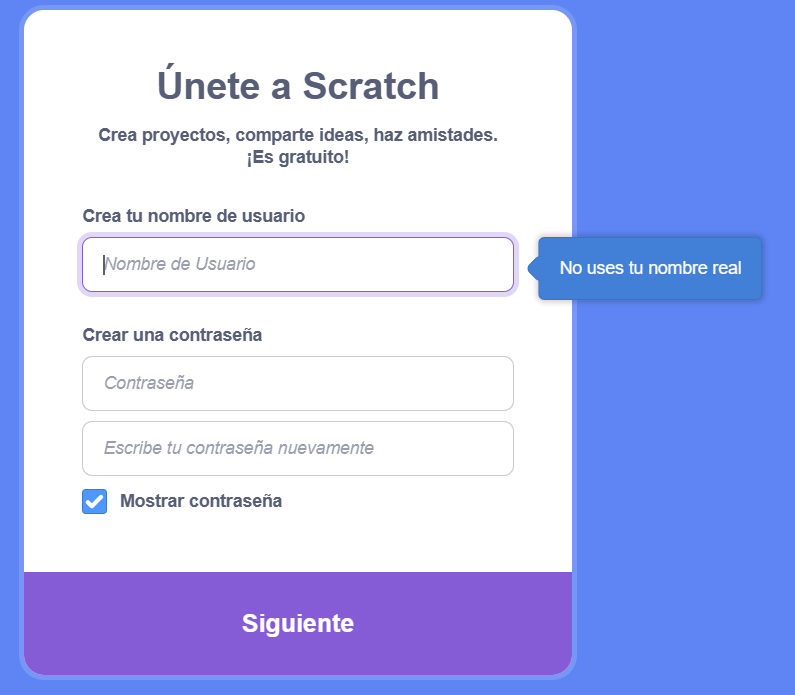 Únete a Scratch
Crea proyectos, comparte ideas, haz amistades.
¡Es gratuito!
Crea tu nombre de usuario
Nombre de Usuario
No uses tu nombre real
Crear una contraseña
Contraseña
Escribe tu contraseña nuevamente
Mostrar contraseña
Siguiente